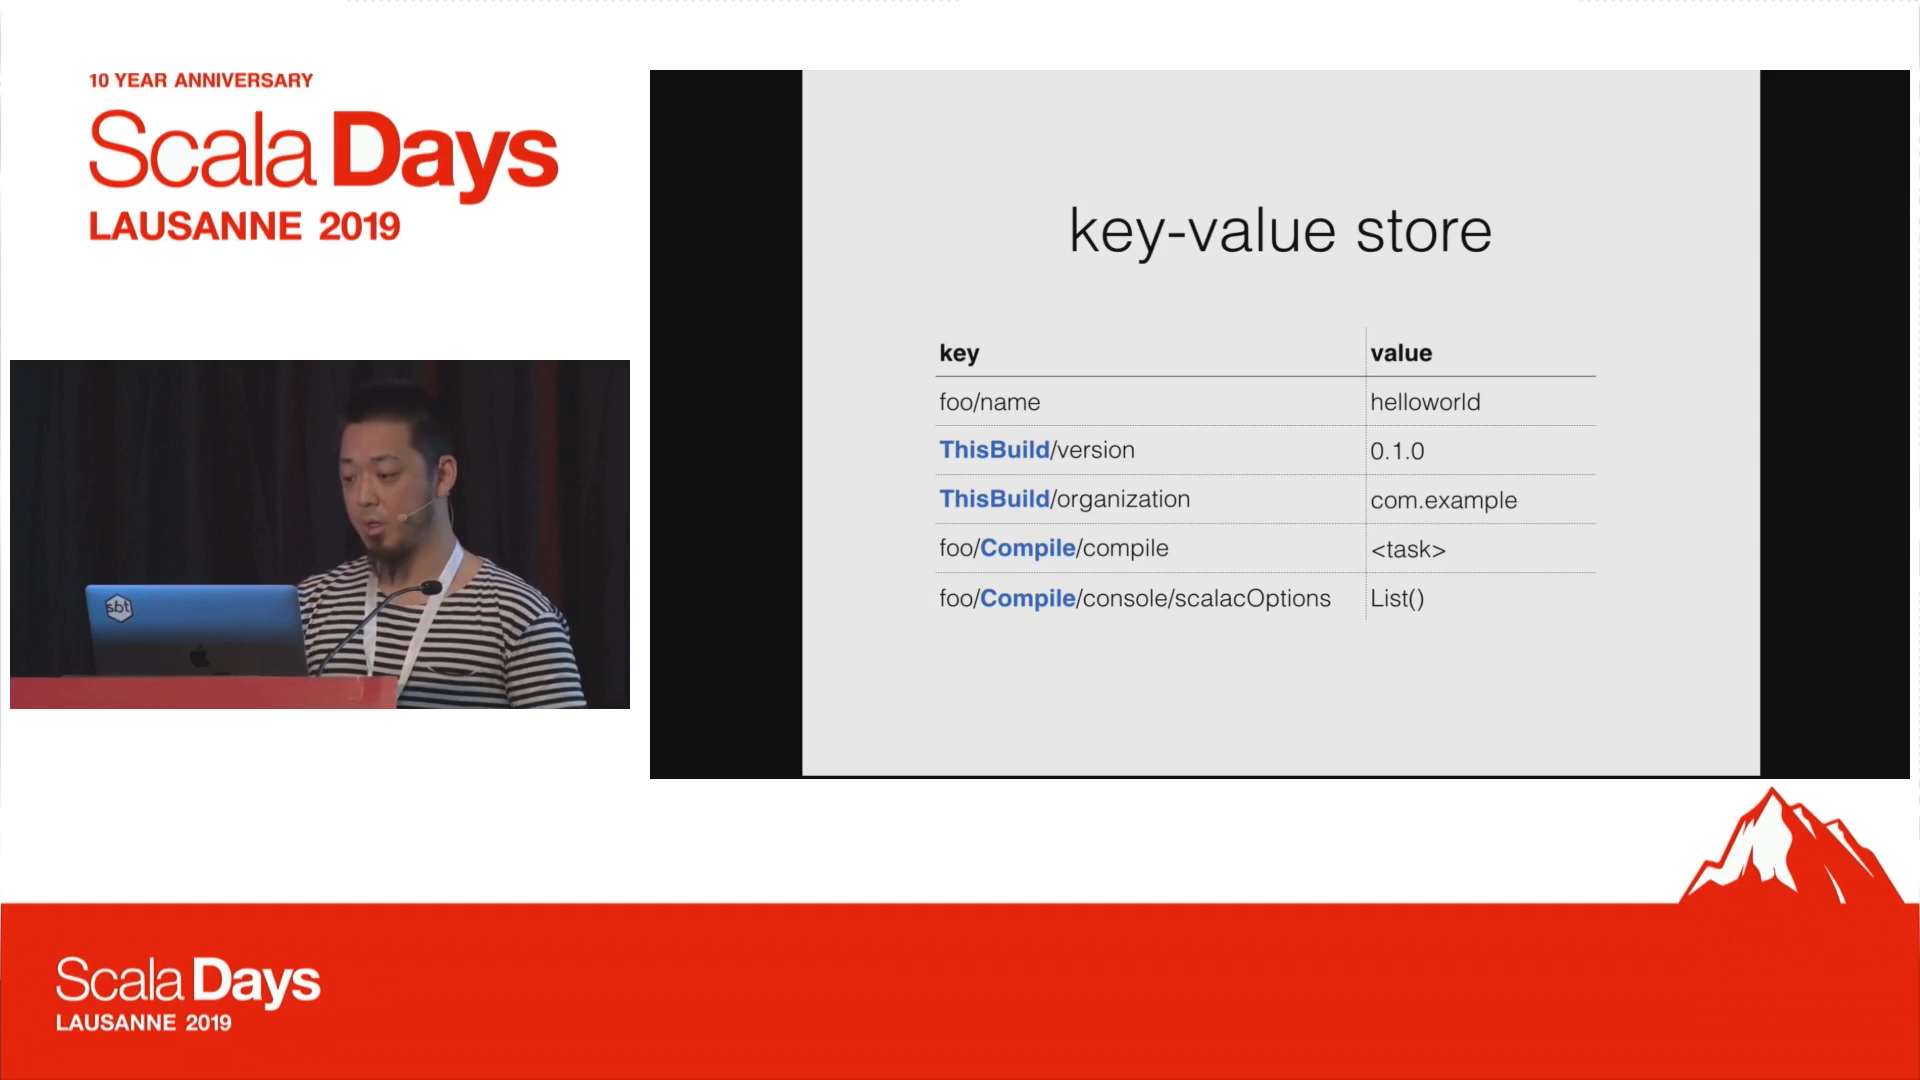 10 YEAR ANNIVERSARY
Scala Days
LAUSANNE 2019
key-value store
key value
foo/name helloworld
ThisBuild/version 0.1.0
ThisBuild/organization com.example
foo/Compile/compile <task>
foo/Compile/console/scalacOptions List()
sbt
Scala Days
LAUSANNE 2019